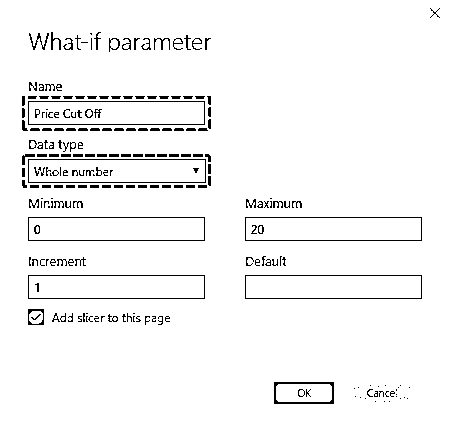 What-if parameter
Name
Price Cut Off
Data type
Whole number
Minimum
Maximum
0
20
Increment
Default
1
Add slicer to this page
OK
Cancel